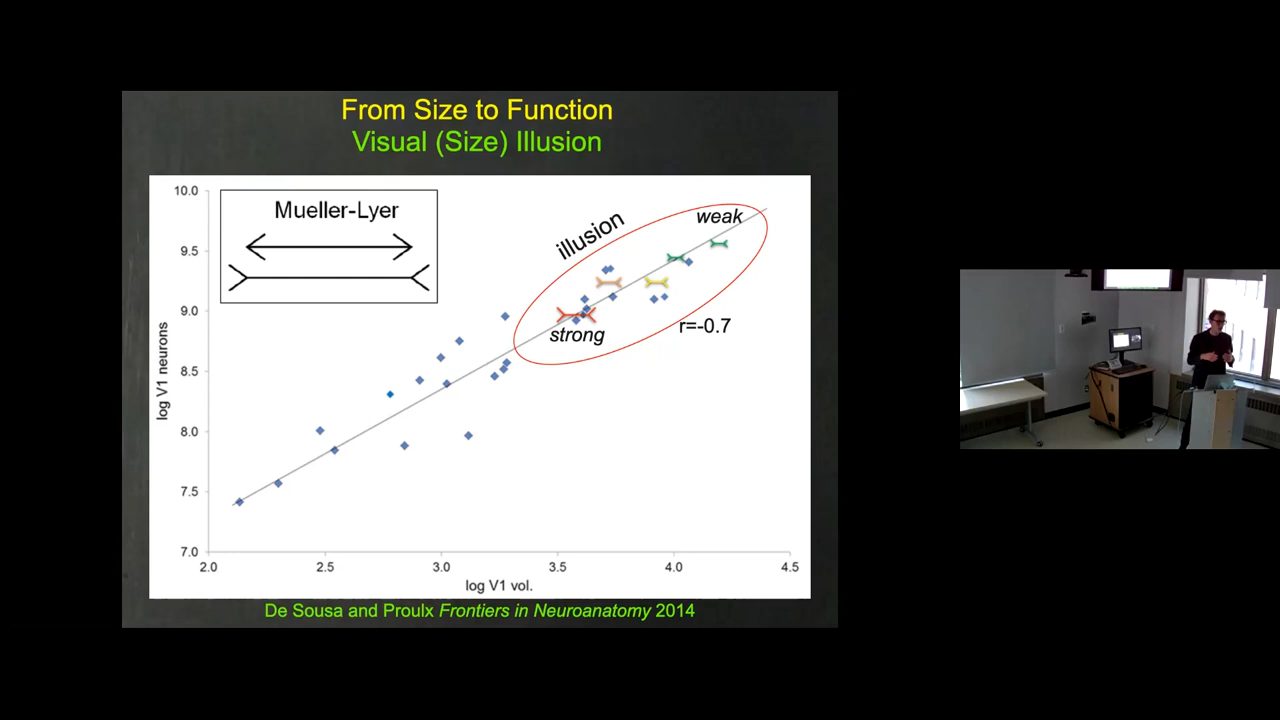 From Size to Function
Visual (Size) Illusion
10.0
9.5
9.0
8.5
8.0
7.5
7.0
log V1 neurons
Mueller-Lyer
illusion
weak
strong
r=-0.7
2.0
2.5
3.0
3.5
4.0
4.5
log V1 vol.
De Sousa and Proulx Frontiers in Neuroanatomy 2014